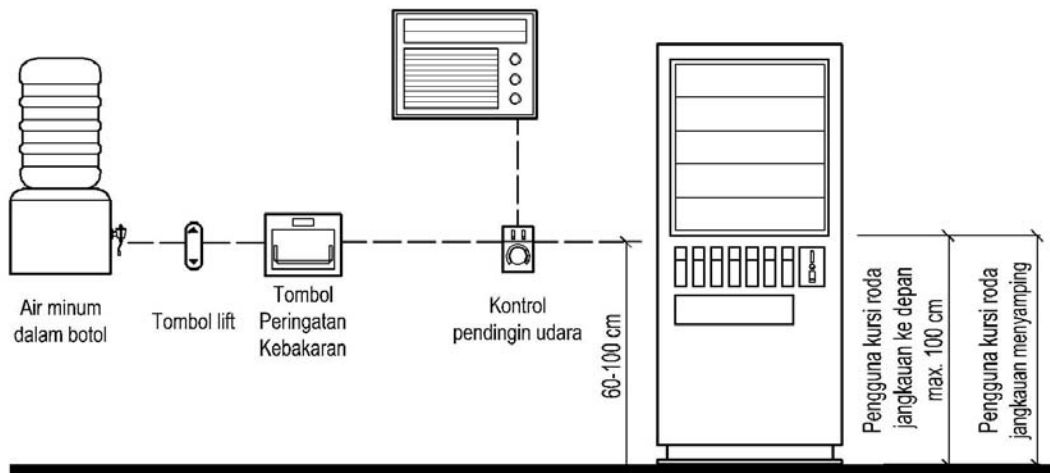 Air minum
dalam botol
Tombol lift
Tombol
Peringatan
Kebakaran
Kontrol
pendingin udara
60-100 cm
Pengguna kursi roda
jangkauan ke depan
max. 100 cm
Pengguna kursi roda
jangkauan menyamping